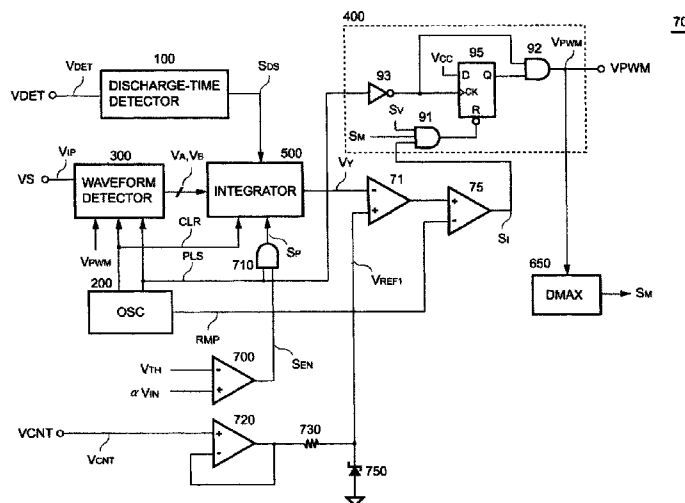 400
70
VPWM
100
SDS
VCC
95
92
VDET
VDET
DISCHARGE-TIME
DETECTOR
93
D
Q
VPWM
CK
R
SV
91
SM
VIP
300
VA,VB
500
VY
71
75
VS
WAVEFORM
DETECTOR
INTEGRATOR
-
+
+
-
CLR
SP
SI
VPWM
PLS
710
VREF1
650
200
OSC
DMAX
SM
RMP
SEN
700
VTH
-
αVIN
+
720
VCNT
VCNT
+
-
730
750